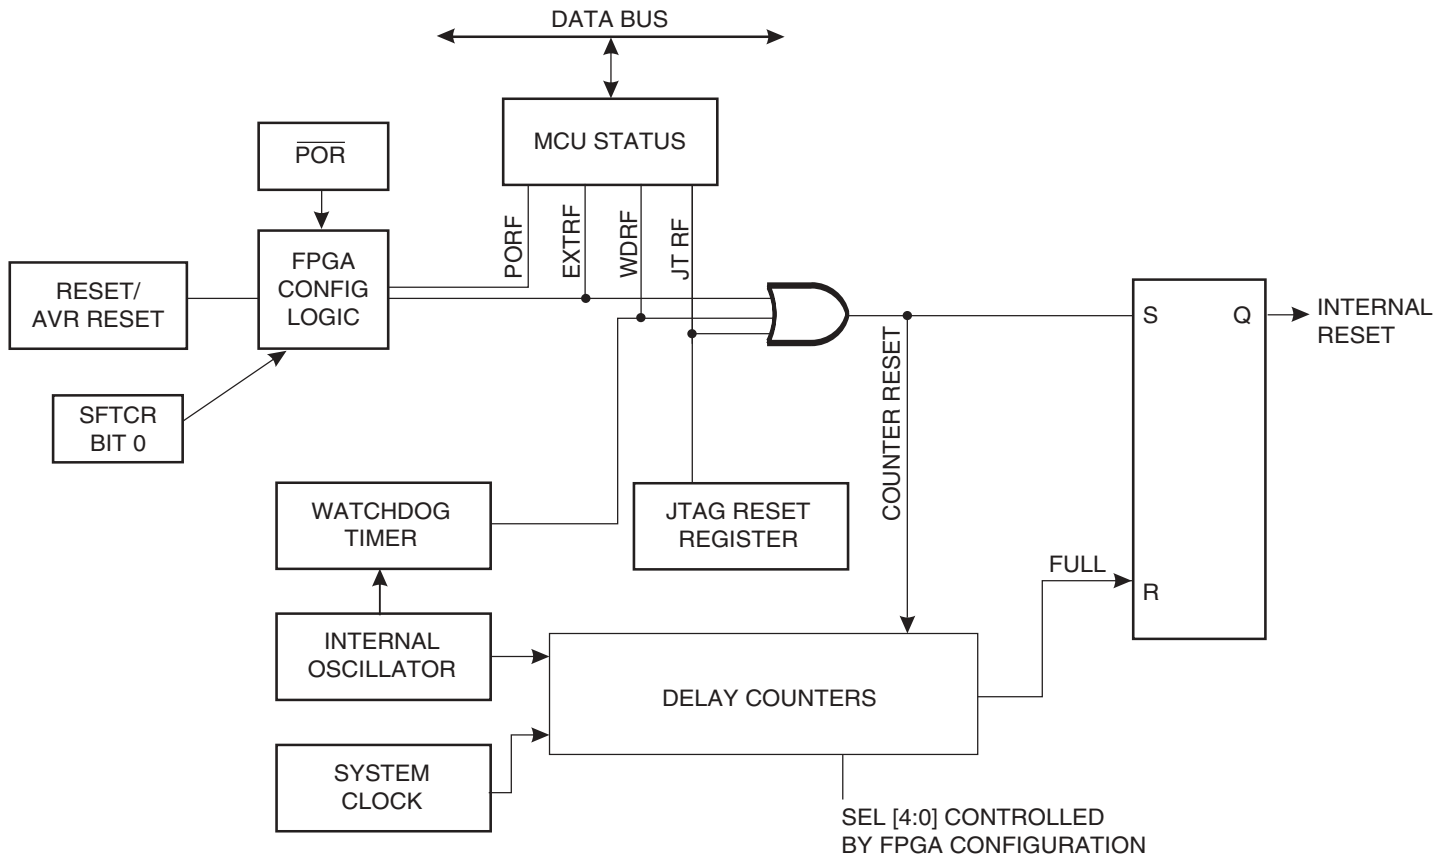 DATA BUS
MCU STATUS
POR
PORF
EXTRF
WDRF
JT RF
FPGA
CONFIG
LOGIC
RESET/
AVR RESET
SFTCR
BIT 0
S
Q
INTERNAL
RESET
COUNTER RESET
WATCHDOG
TIMER
JTAG RESET
REGISTER
FULL
R
INTERNAL
OSCILLATOR
DELAY COUNTERS
SYSTEM
CLOCK
SEL [4:0] CONTROLLED
BY FPGA CONFIGURATION